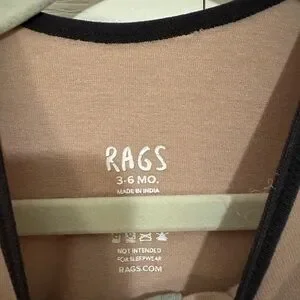 RAGS
3-6 MO.
MADE IN INDIA
NOT INTENDED
FOR SLEEPWEAR
RAGS.COM